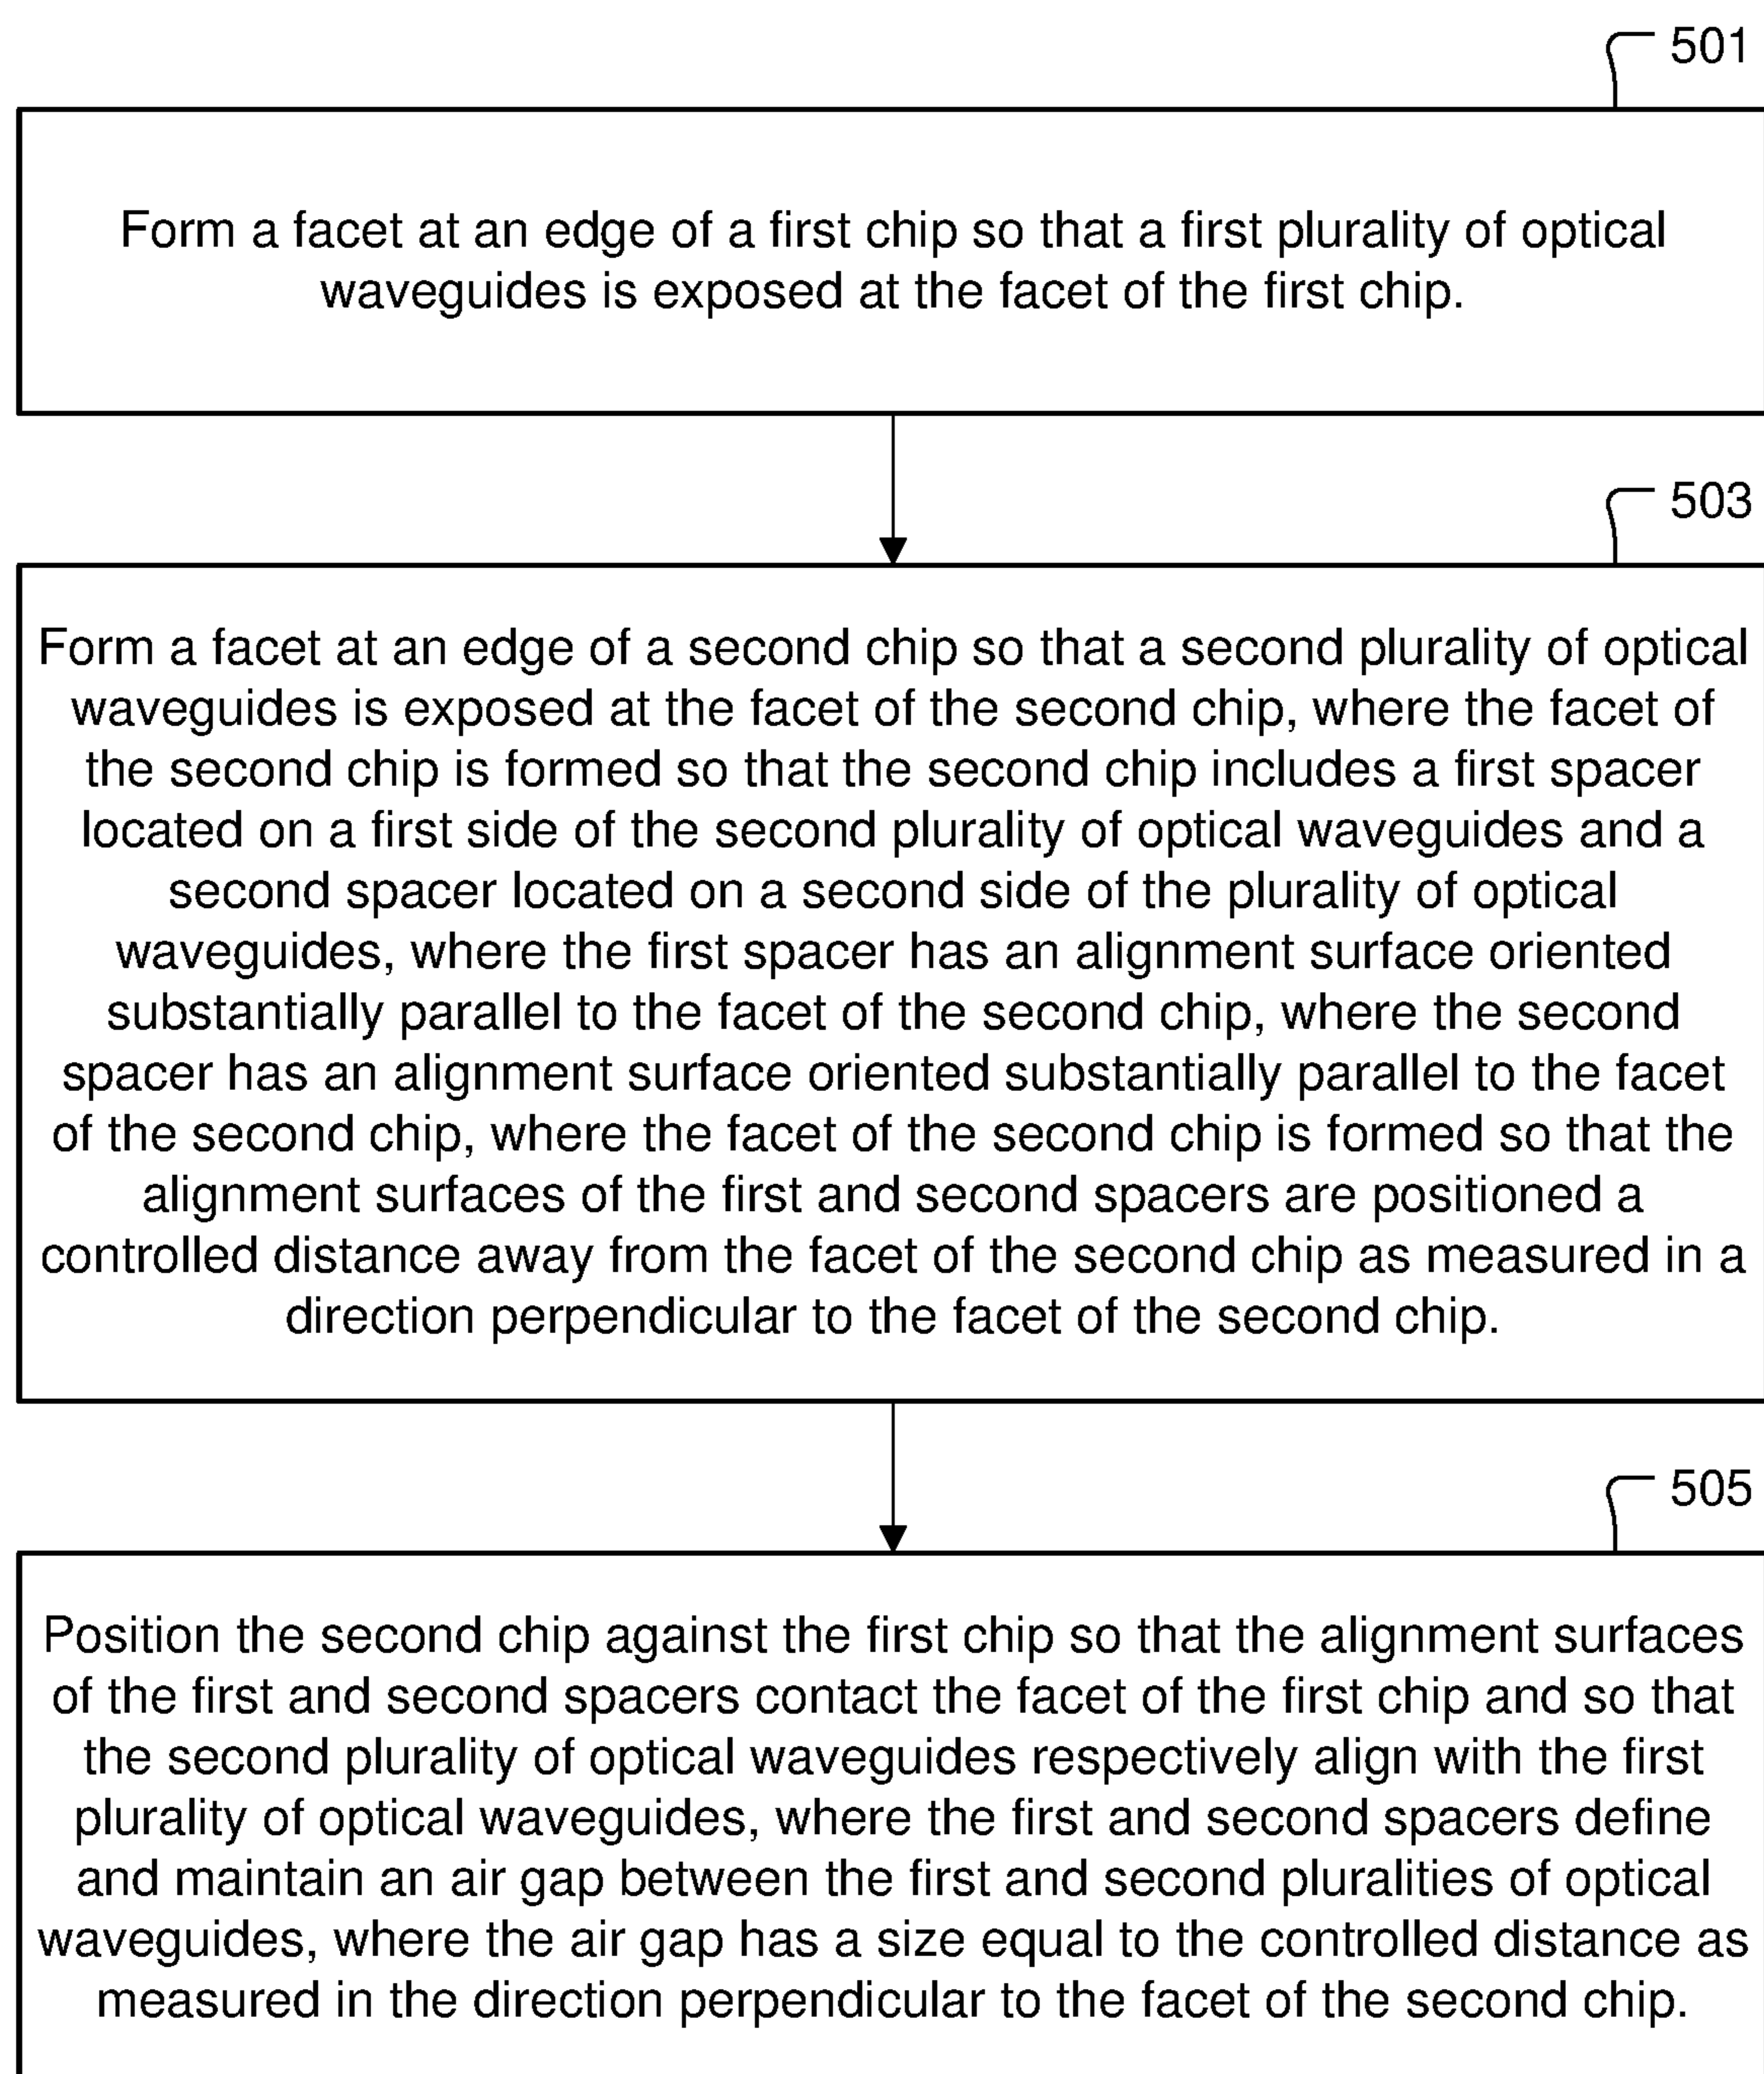 501
Form a facet at an edge of a first chip so that a first plurality of optical
waveguides is exposed at the facet of the first chip.
503
Form a facet at an edge of a second chip so that a second plurality of optical
waveguides is exposed at the facet of the second chip, where the facet of
the second chip is formed so that the second chip includes a first spacer
located on a first side of the second plurality of optical waveguides and a
second spacer located on a second side of the plurality of optical
waveguides, where the first spacer has an alignment surface oriented
substantially parallel to the facet of the second chip, where the second
spacer has an alignment surface oriented substantially parallel to the facet
of the second chip, where the facet of the second chip is formed so that the
alignment surfaces of the first and second spacers are positioned a
controlled distance away from the facet of the second chip as measured in a
direction perpendicular to the facet of the second chip.
505
Position the second chip against the first chip so that the alignment surfaces
of the first and second spacers contact the facet of the first chip and so that
the second plurality of optical waveguides respectively align with the first
plurality of optical waveguides, where the first and second spacers define
and maintain an air gap between the first and second pluralities of optical
waveguides, where the air gap has a size equal to the controlled distance as
measured in the direction perpendicular to the facet of the second chip.